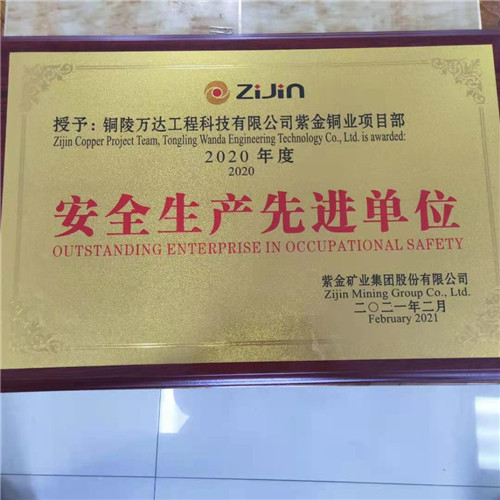 ZiJin
授予：铜陵万达工程科技有限公司紫金铜业项目部
Zijin Copper Project Team, Tongling Wanda Engineering Technology Co., Ltd. is awarded:
2020 年度
2020
安全生产先进单位
OUTSTANDING ENTERPRISE IN OCCUPATIONAL SAFETY
紫金矿业集团股份有限公司
Zijin Mining Group Co., Ltd.
二〇二一年二月
February 2021